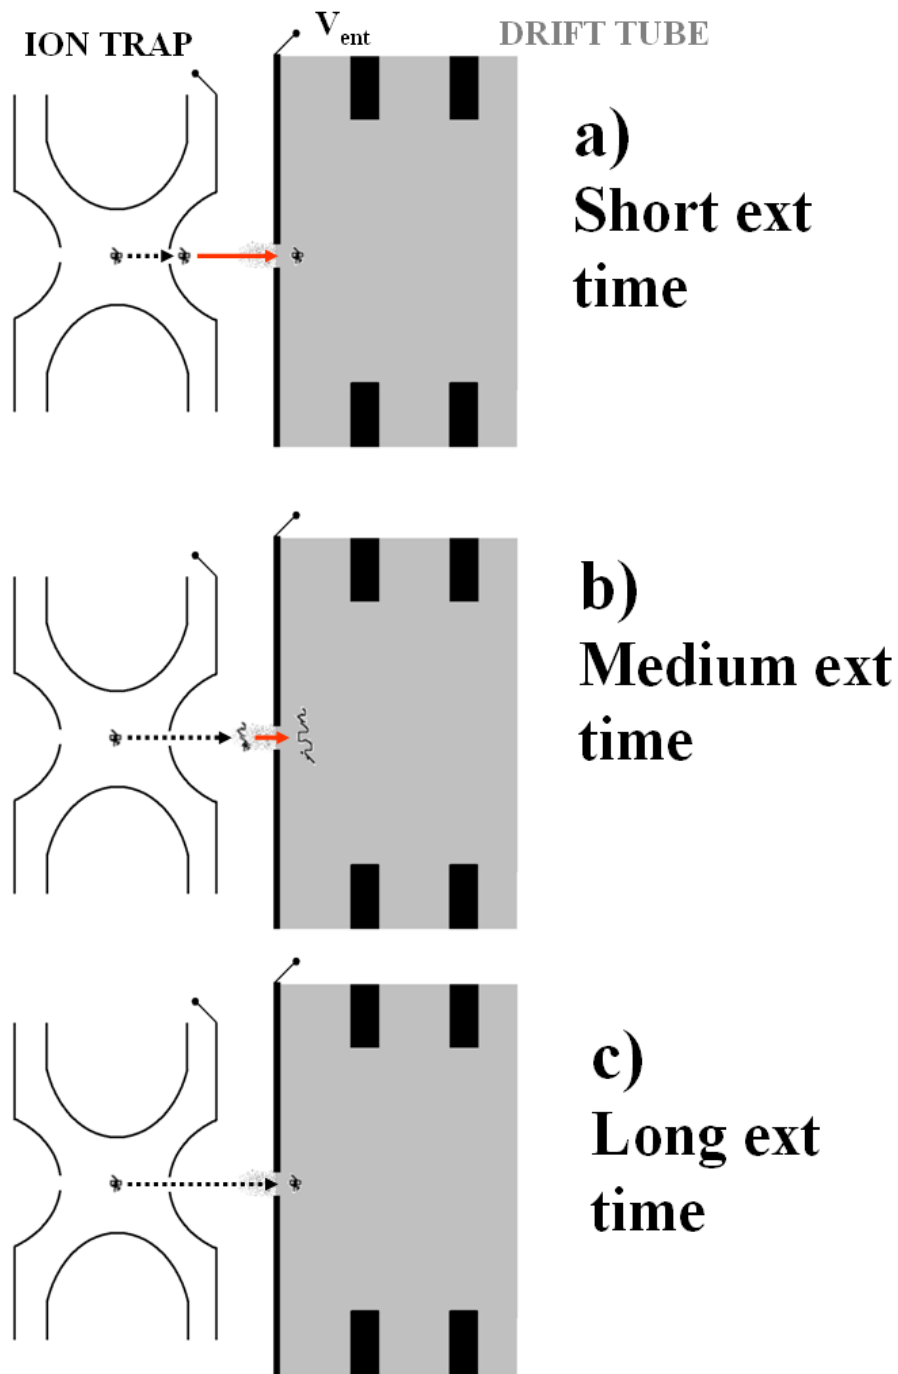 ION TRAP
Vent
DRIFT TUBE
a)
Short ext
time
b)
Medium ext
time
c)
Long ext
time